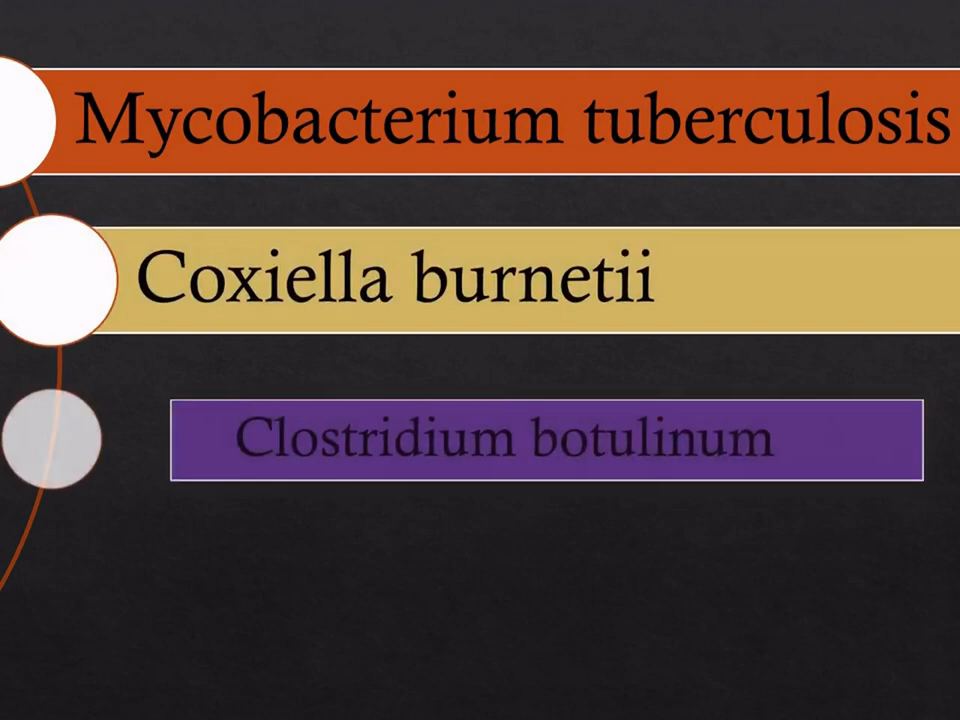 Mycobacterium tuberculosis
Coxiella burnetii
Clostridium botulinum